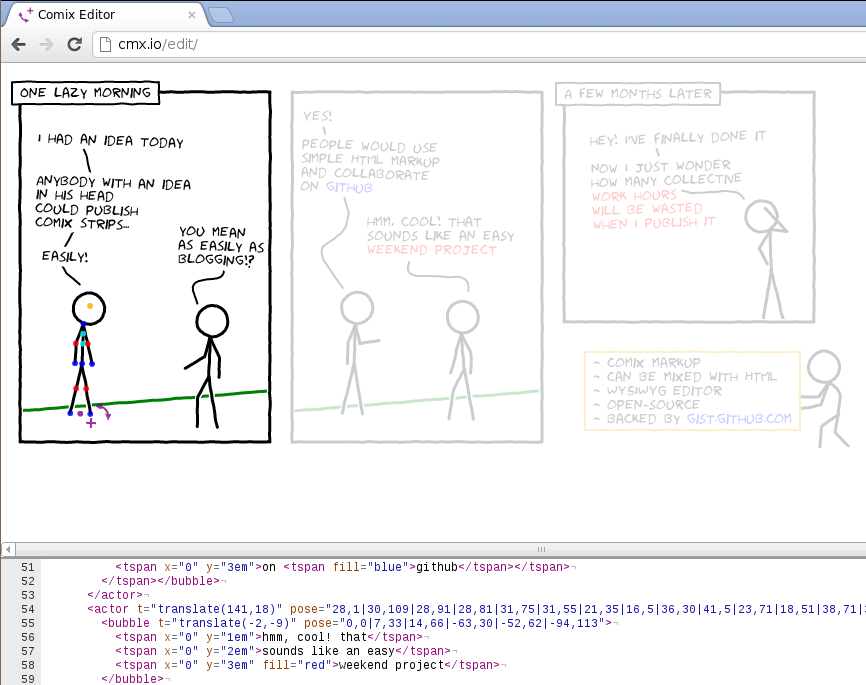 Comix Editor
cmx.io/edit/
ONE LAZY MORNING
I HAD AN IDEA TODAY
ANYBODY WITH AN IDEA
IN HIS HEAD
COULD PUBLISH
COMIX STRIPS...
EASILY!
YOU MEAN
AS EASILY AS
BLOGGING!?
YES!
PEOPLE WOULD USE
SIMPLE HTML MARKUP
AND COLLABORATE
ON GITHUB
HMM, COOL! THAT
SOUNDS LIKE AN EASY
WEEKEND PROJECT
A FEW MONTHS LATER
HEY! I'VE FINALLY DONE IT
NOW I JUST WONDER
HOW MANY COLLECTIVE
WORK HOURS
WILL BE WASTED
WHEN I PUBLISH IT
~ COMIX MARKUP
~ CAN BE MIXED WITH HTML
~ WYSIWYG EDITOR
~ OPEN-SOURCE
~ BACKED BY GIST.GITHUB.COM
51 <tspan x="0" y="3em">on <tspan fill="blue">github</tspan></tspan>¬
52 </tspan></bubble>¬
53 </actor>¬
54 <actor t="translate(141,18)" pose="28,1|30,109|28,91|28,81|31,75|31,55|21,35|16,5|36,30|41,5|23,71|18,51|38,71|
55 <bubble t="translate(-2,-9)" pose="0,0|7,33|14,66|-63,30|-52,62|-94,113">¬
56 <tspan x="0" y="1em">hmm, cool! that</tspan>¬
57 <tspan x="0" y="2em">sounds like an easy</tspan>¬
58 <tspan x="0" y="3em" fill="red">weekend project</tspan>¬
59 </bubble>¬